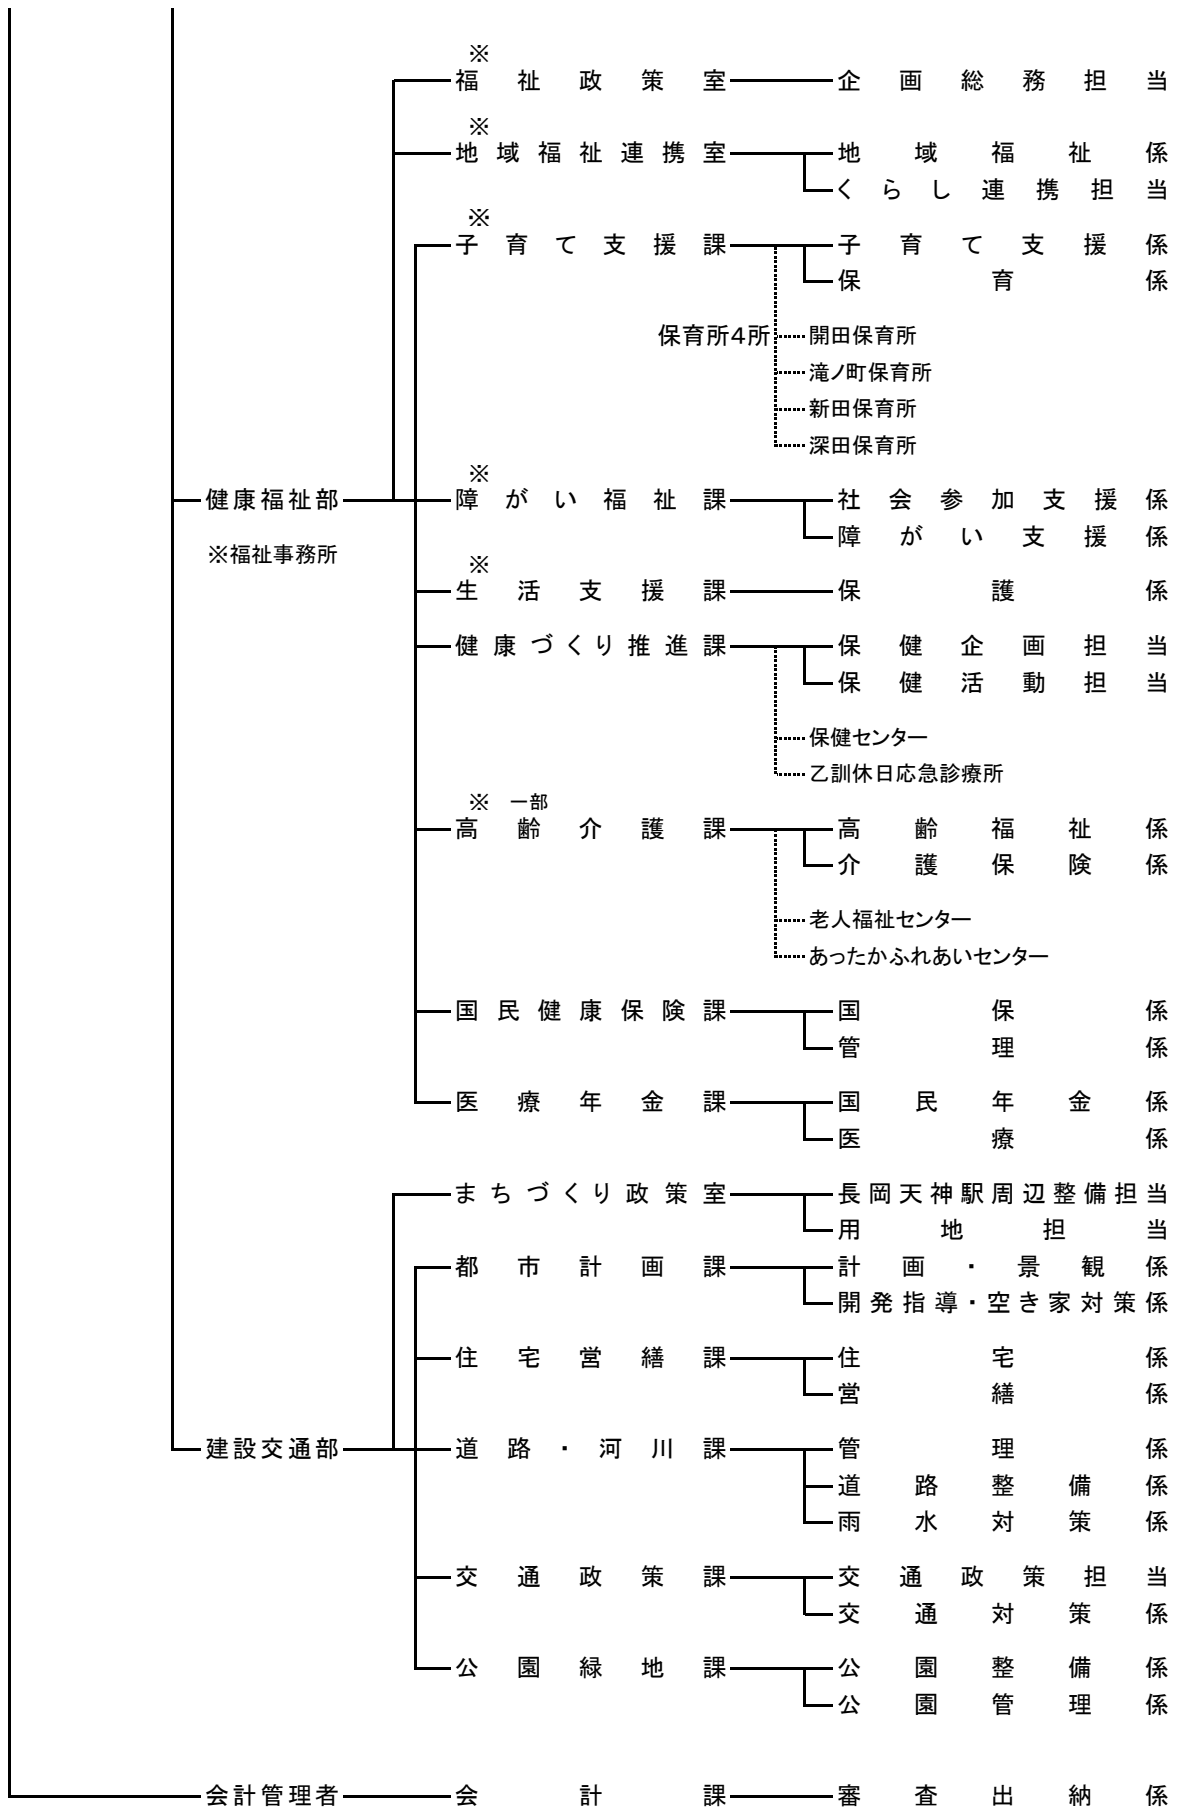 ※
福祉政策室 企画総務担当
※
地域福祉連携室 地域福祉係
くらし連携担当
※
子育て支援課 子育て支援係
保育係
保育所4所 開田保育所
滝ノ町保育所
新田保育所
深田保育所
※
健康福祉部 障がい福祉課 社会参加支援係
障がい支援係
※福祉事務所
※
生活支援課 保護係
健康づくり推進課 保健企画担当
保健活動担当
保健センター
乙訓休日応急診療所
※ 一部
高齢介護課 高齢福祉係
介護保険係
老人福祉センター
あったかふれあいセンター
国民健康保険課 国保係
管理係
医療年金課 国民年金係
医療係
まちづくり政策室 長岡天神駅周辺整備担当
用地担当
都市計画課 計画・景観係
開発指導・空き家対策係
住宅営繕課 住宅係
営繕係
建設交通部 道路・河川課 管理係
道路整備係
雨水対策係
交通政策課 交通政策担当
交通対策係
公園緑地課 公園整備係
公園管理係
会計管理者 会計課 審査出納係